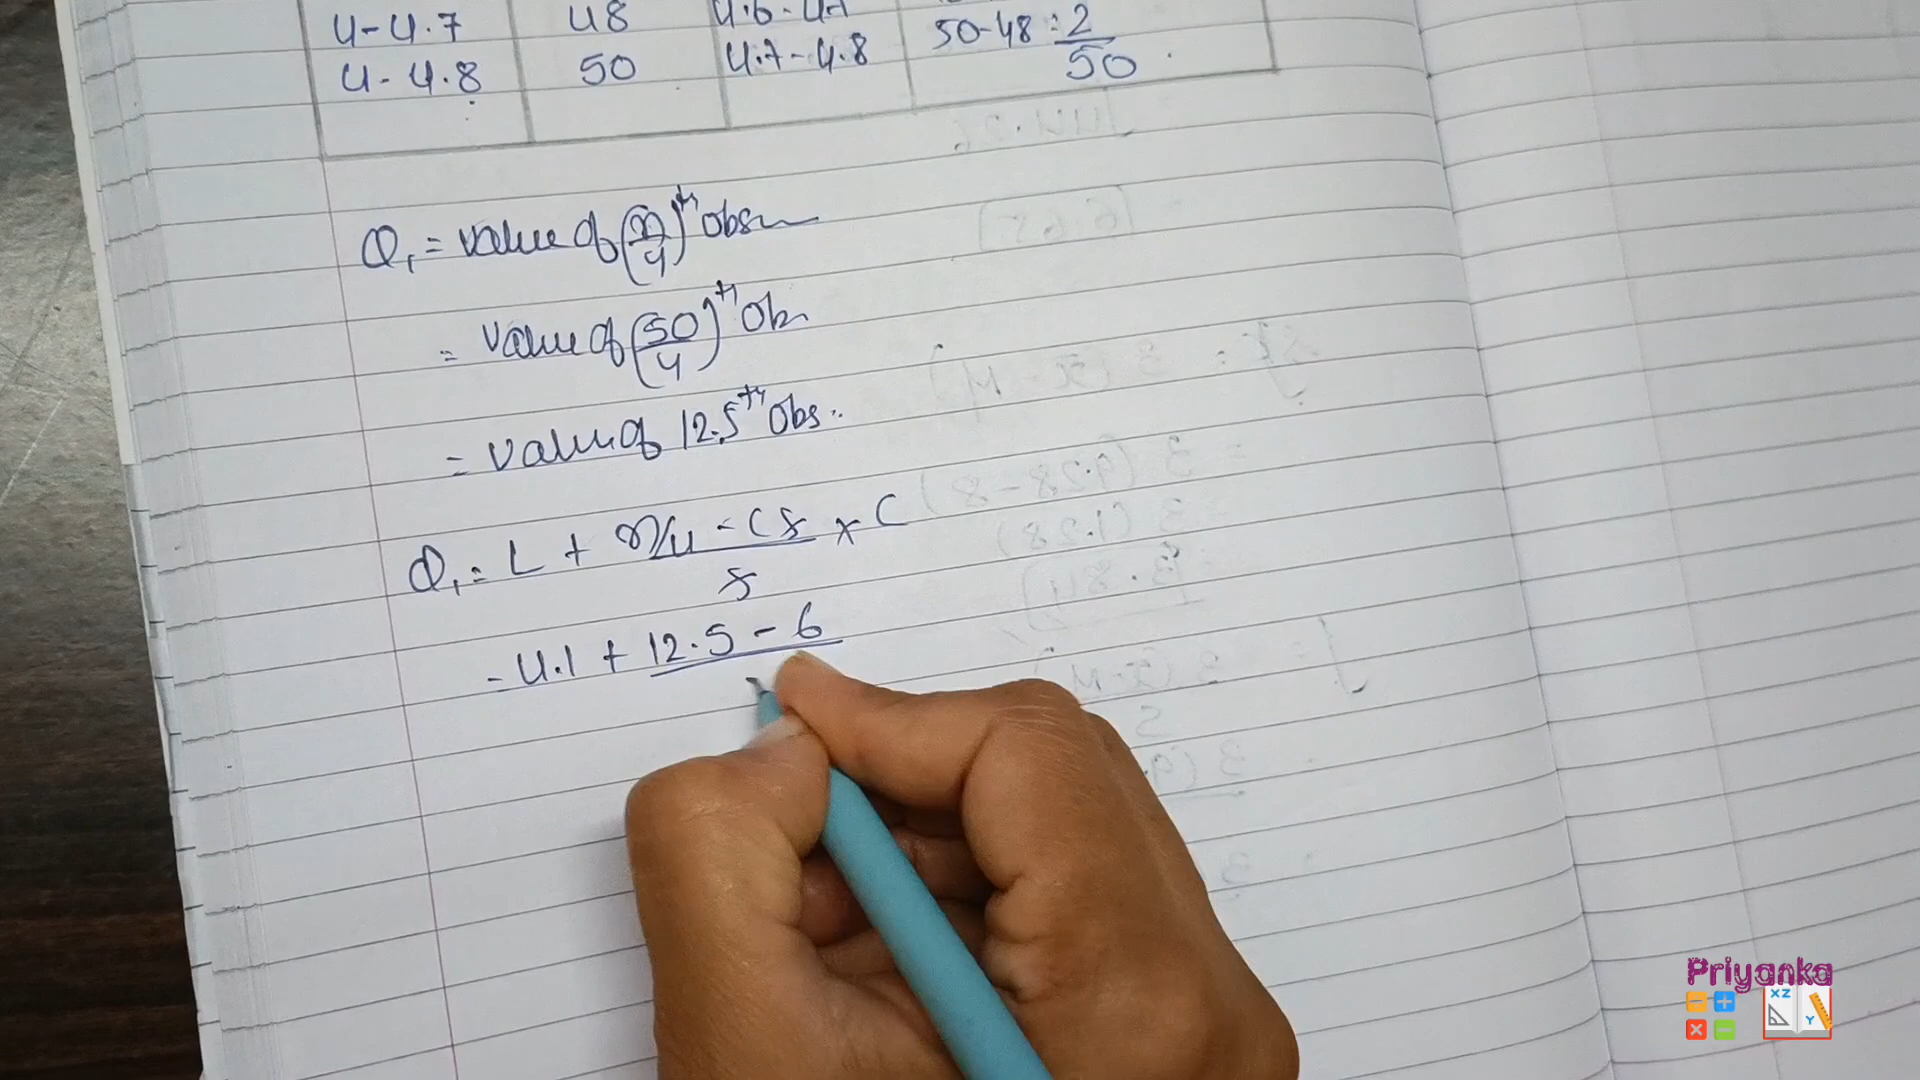 4-4.7 48 4.6-4.7
4-4.8 50 4.7-4.8 50-48 = 2
50
Q₁ = value of (n/4)th obsn
= value of (50/4)th Obn
= value of 12.5th Obs.
Q₁ = L + n/4 - cf × C
f
= 4.1 + 12.5 - 6
Priyanka
XZ
Y